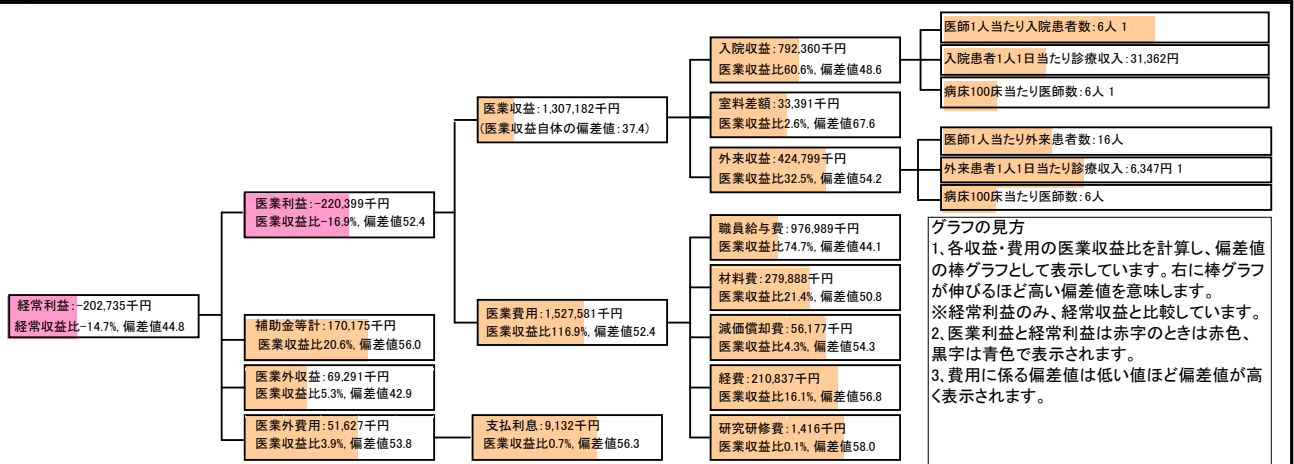 経常利益:-202,735千円
経常収益比-14.7%, 偏差値44.8
医業利益:-220,399千円
医業収益比-16.9%, 偏差値52.4
補助金等計:170,175千円
医業収益比20.6%, 偏差値56.0
医業外収益:69,291千円
医業収益比5.3%, 偏差値42.9
医業外費用:51,627千円
医業収益比3.9%, 偏差値53.8
医業収益:1,307,182千円
(医業収益自体の偏差値:37.4)
医業費用:1,527,581千円
医業収益比116.9%, 偏差値52.4
支払利息:9,132千円
医業収益比0.7%, 偏差値56.3
入院収益:792,360千円
医業収益比60.6%, 偏差値48.6
室料差額:33,391千円
医業収益比2.6%, 偏差値67.6
外来収益:424,799千円
医業収益比32.5%, 偏差値54.2
職員給与費:976,989千円
医業収益比74.7%, 偏差値44.1
材料費:279,888千円
医業収益比21.4%, 偏差値50.8
減価償却費:56,177千円
医業収益比4.3%, 偏差値54.3
経費:210,837千円
医業収益比16.1%, 偏差値56.8
研究研修費:1,416千円
医業収益比0.1%, 偏差値58.0
医師1人当たり入院患者数:6人 1
入院患者1人1日当たり診療収入:31,362円
病床100床当たり医師数:6人 1
医師1人当たり外来患者数:16人
外来患者1人1日当たり診療収入:6,347円 1
病床100床当たり医師数:6人
グラフの見方
1、各収益・費用の医業収益比を計算し、偏差値
の棒グラフとして表示しています。右に棒グラフ
が伸びるほど高い偏差値を意味します。
※経常利益のみ、経常収益と比較しています。
2、医業利益と経常利益は赤字のときは赤色、
黒字は青色で表示されます。
3、費用に係る偏差値は低い値ほど偏差値が高
く表示されます。